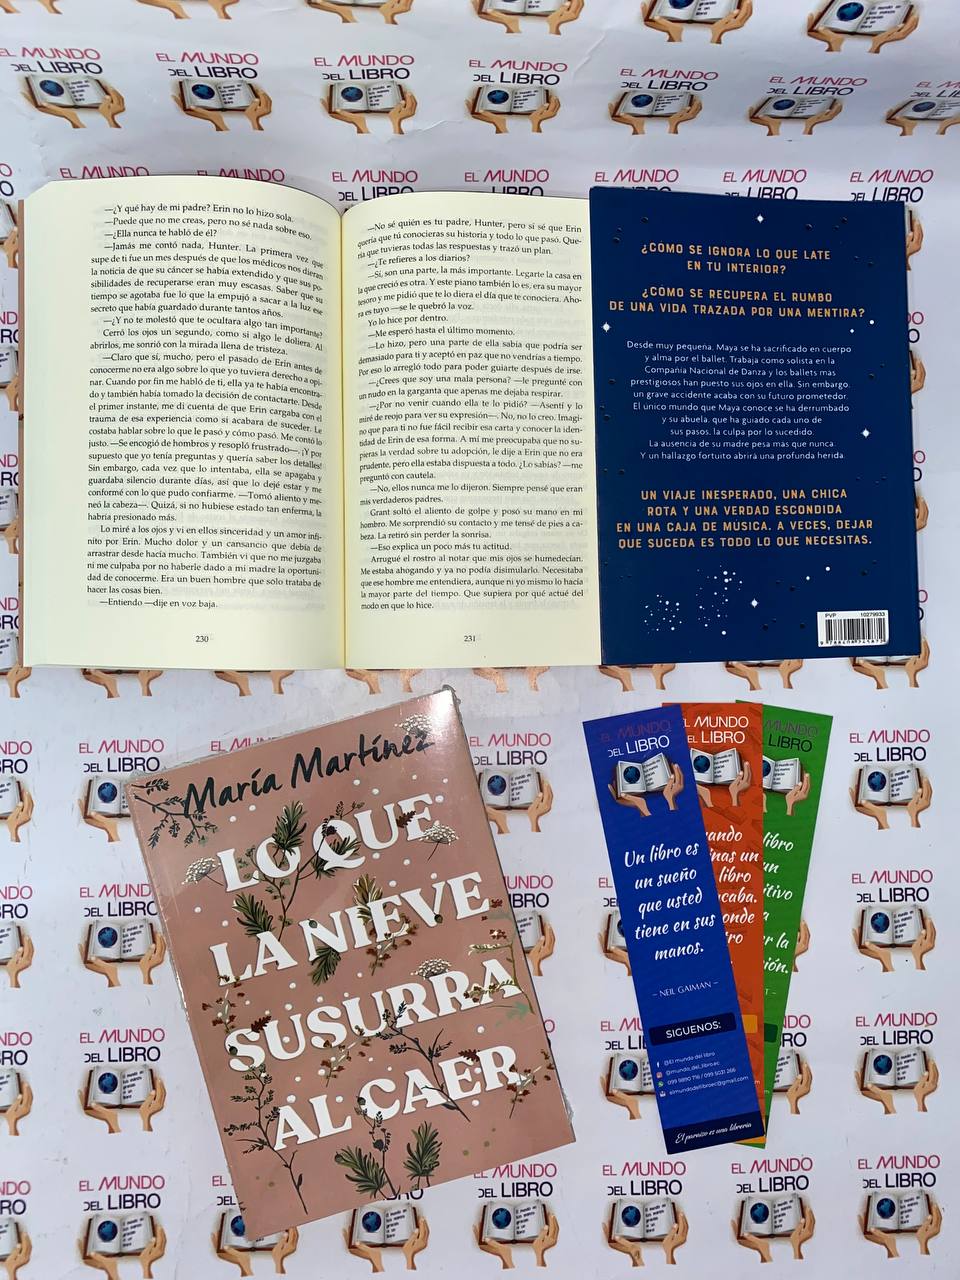 —¿Y qué hay de mi padre? Erin no lo hizo sola.
—Puede que no me creas, pero no sé nada sobre eso.
—¿Ella nunca te habló de él?
—Jamás me contó nada, Hunter. La primera vez que
supe de ti fue un mes después de que los médicos nos dieran
la noticia de que su cáncer se había extendido y que sus po-
sibilidades de recuperarse eran muy escasas. Saber que su
tiempo se agotaba fue lo que la empujó a sacar a la luz ese
secreto que había guardado durante tantos años.
—¿Y no te molestó que te ocultara algo tan importante?
Cerró los ojos un segundo, como si algo le doliera. Al
abrirlos, me sonrió con la mirada llena de tristeza.
—Claro que sí, mucho, pero el pasado de Erin antes de
conocerme no era algo sobre lo que yo tuviera derecho a opi-
nar. Cuando por fin me habló de ti, ella ya te había encontra-
do y también había tomado la decisión de contactarte. Desde
el primer instante, me di cuenta de que Erin cargaba con el
trauma de esa experiencia como si acabara de suceder. Le
costaba hablar sobre lo que le pasó y cómo pasó. Me contó lo
justo. —Se encogió de hombros y resopló frustrado—. ¡Y por
supuesto que yo tenía preguntas y quería saber los detalles!
Sin embargo, cada vez que lo intentaba, ella se apagaba y
guardaba silencio durante días, así que lo dejé estar y me
conformé con lo que pudo confiarme. —Tomó aliento y me-
neó la cabeza—. Quizá, si no hubiese estado tan enferma, la
habría presionado más.
Lo miré a los ojos y vi en ellos sinceridad y un amor infi-
nito por Erin. Mucho dolor y un cansancio que debía de
arrastrar desde hacía mucho. También vi que no me juzgaba
ni me culpaba por no haberle dado a mi madre la oportuni-
dad de conocerme. Era un buen hombre que solo trataba de
hacer las cosas bien.
—Entiendo —dije en voz baja.
230
—No sé quién es tu padre, Hunter, pero sí sé que Erin
quería que tú conocieras su historia y todo lo que pasó. Que-
ría que tuvieras todas las respuestas y trazó un plan.
—¿Te refieres a los diarios?
—Sí, son una parte, la más importante. Legarte la casa en
la que creció es otra. Y este piano también lo es, era su mayor
tesoro y me pidió que te lo diera el día que te conociera. Aho-
ra es tuyo —se le quebró la voz.
Yo lo hice por dentro.
—Me esperó hasta el último momento.
—Lo hizo, pero una parte de ella sabía que podría ser
demasiado para ti y aceptó en paz que no vendrías a tiempo.
Por eso lo arregló todo para poder guiarte después de irse.
—¿Crees que soy una mala persona? —le pregunté con
un nudo en la garganta que apenas me dejaba respirar.
—¿Por no venir cuando ella te lo pidió? —Asentí y lo
miré de reojo para ver su expresión—. No, no lo creo. Imagi-
no que para ti no fue fácil recibir esa carta y conocer la iden-
tidad de Erin de esa forma. A mí me preocupaba que no su-
pieras la verdad sobre tu adopción, le dije a Erin que no era
prudente, pero ella estaba dispuesta a todo. ¿Lo sabías? —me
preguntó con cautela.
—No, ellos nunca me lo dijeron. Siempre pensé que eran
mis verdaderos padres.
Grant soltó el aliento de golpe y posó su mano en mi
hombro. Me sorprendió su contacto y me tensé de pies a ca-
beza. La retiró sin perder la sonrisa.
—Eso explica un poco más tu actitud.
Arrugué el rostro al notar que mis ojos se humedecían.
Me estaba ahogando y ya no podía disimularlo. Necesitaba
que ese hombre me entendiera, aunque ni yo mismo lo hacía
la mayor parte del tiempo. Que supiera por qué actué del
modo en que lo hice.
231
¿CÓMO SE IGNORA LO QUE LATE
EN TU INTERIOR?
¿CÓMO SE RECUPERA EL RUMBO
DE UNA VIDA TRAZADA POR UNA MENTIRA?
Desde muy pequeña, Maya se ha sacrificado en cuerpo
y alma por el ballet. Trabaja como solista en la
Compañía Nacional de Danza y los ballets más
prestigiosos han puesto sus ojos en ella. Sin embargo,
un grave accidente acaba con su futuro prometedor.
El único mundo que Maya conoce se ha derrumbado
y su abuela, que ha guiado cada uno de
sus pasos, la culpa por lo sucedido.
La ausencia de su madre pesa más que nunca.
Y un hallazgo fortuito abrirá una profunda herida.
UN VIAJE INESPERADO, UNA CHICA
ROTA Y UNA VERDAD ESCONDIDA
EN UNA CAJA DE MÚSICA. A VECES, DEJAR
QUE SUCEDA ES TODO LO QUE NECESITAS.
PVP 10279933
María Martínez
LO QUE
LA NIEVE
SUSURRA
AL CAER
EL MUNDO
DEL LIBRO
Un libro es
un sueño
que usted
tiene en sus
manos.
– NEIL GAIMAN –
SIGUENOS:
@El mundo del libro
@mundo_del_libro.ec
elmundodellibroec@gmail.com
El paraíso es una librería